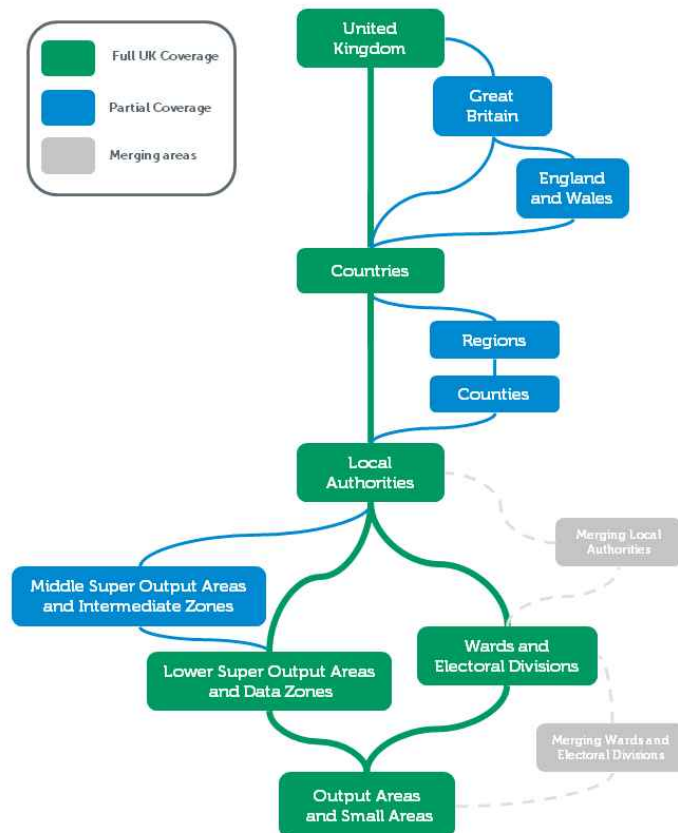 Full UK Coverage
Partial Coverage
Merging areas
United
Kingdom
Great
Britain
England
and Wales
Countries
Regions
Counties
Local
Authorities
Merging Local
Authorities
Middle Super Output Areas
and Intermediate Zones
Wards and
Electoral Divisions
Lower Super Output Areas
and Data Zones
Merging Wards and
Electoral Divisions
Output Areas
and Small Areas